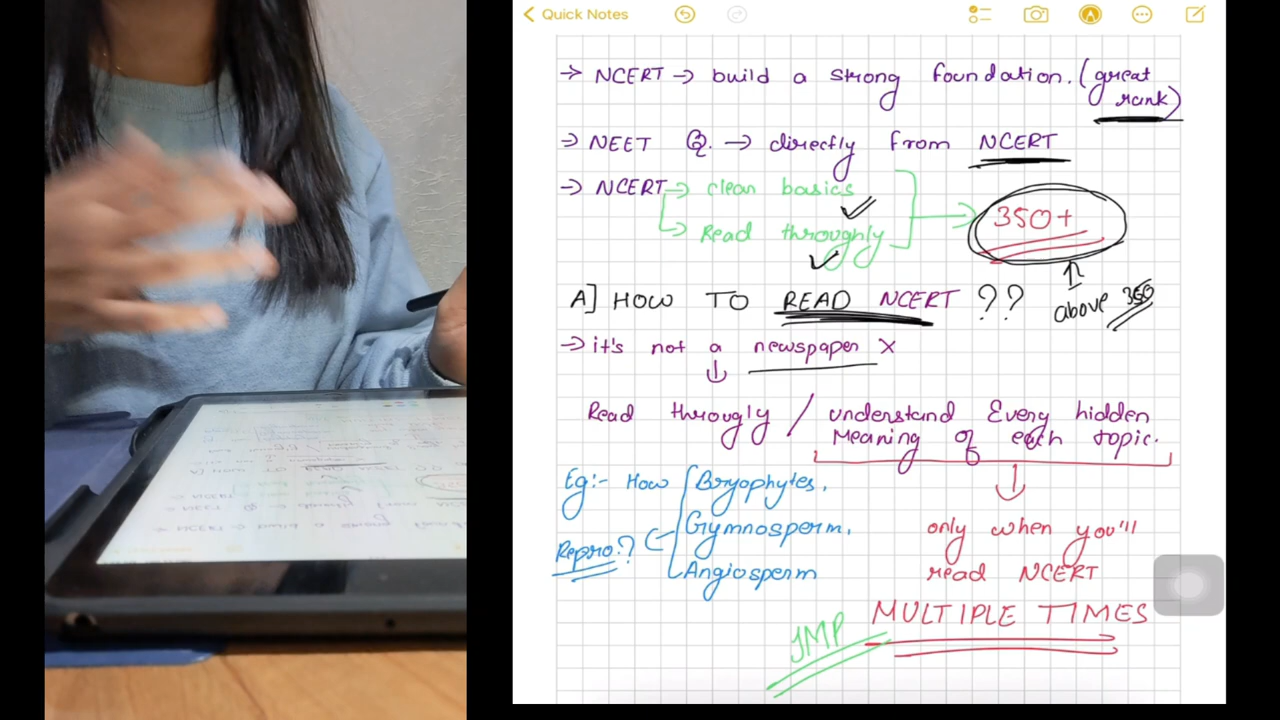 Quick Notes
→ NCERT → build a strong foundation. (great rank)
→ NEET Q. → directly from NCERT
→ NCERT → clean basics
→ Read throughly
350+
above 350
A] HOW TO READ NCERT ??
→ it's not a newspaper X
Read througly / understand Every hidden
Meaning of each topic.
Eg:- How Repro.?
Bryophytes,
Gymnosperm,
Angiosperm
only when you'll
read NCERT
MULTIPLE TIMES
IMP